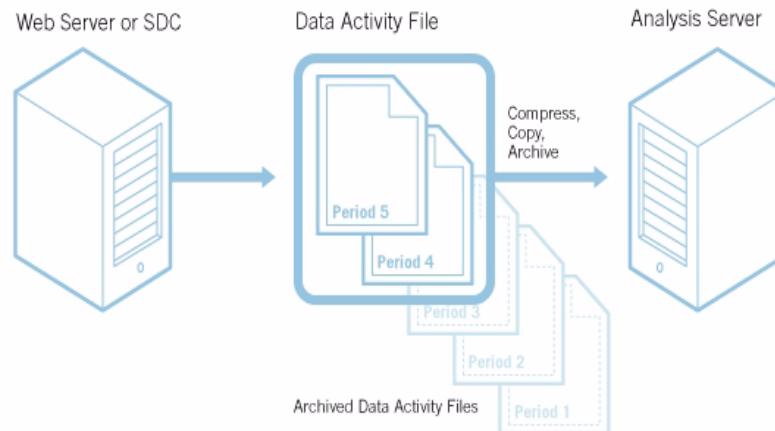 Web Server or SDC
Data Activity File
Analysis Server
Compress,
Copy,
Archive
Period 5
Period 4
Period 3
Period 2
Period 1
Archived Data Activity Files